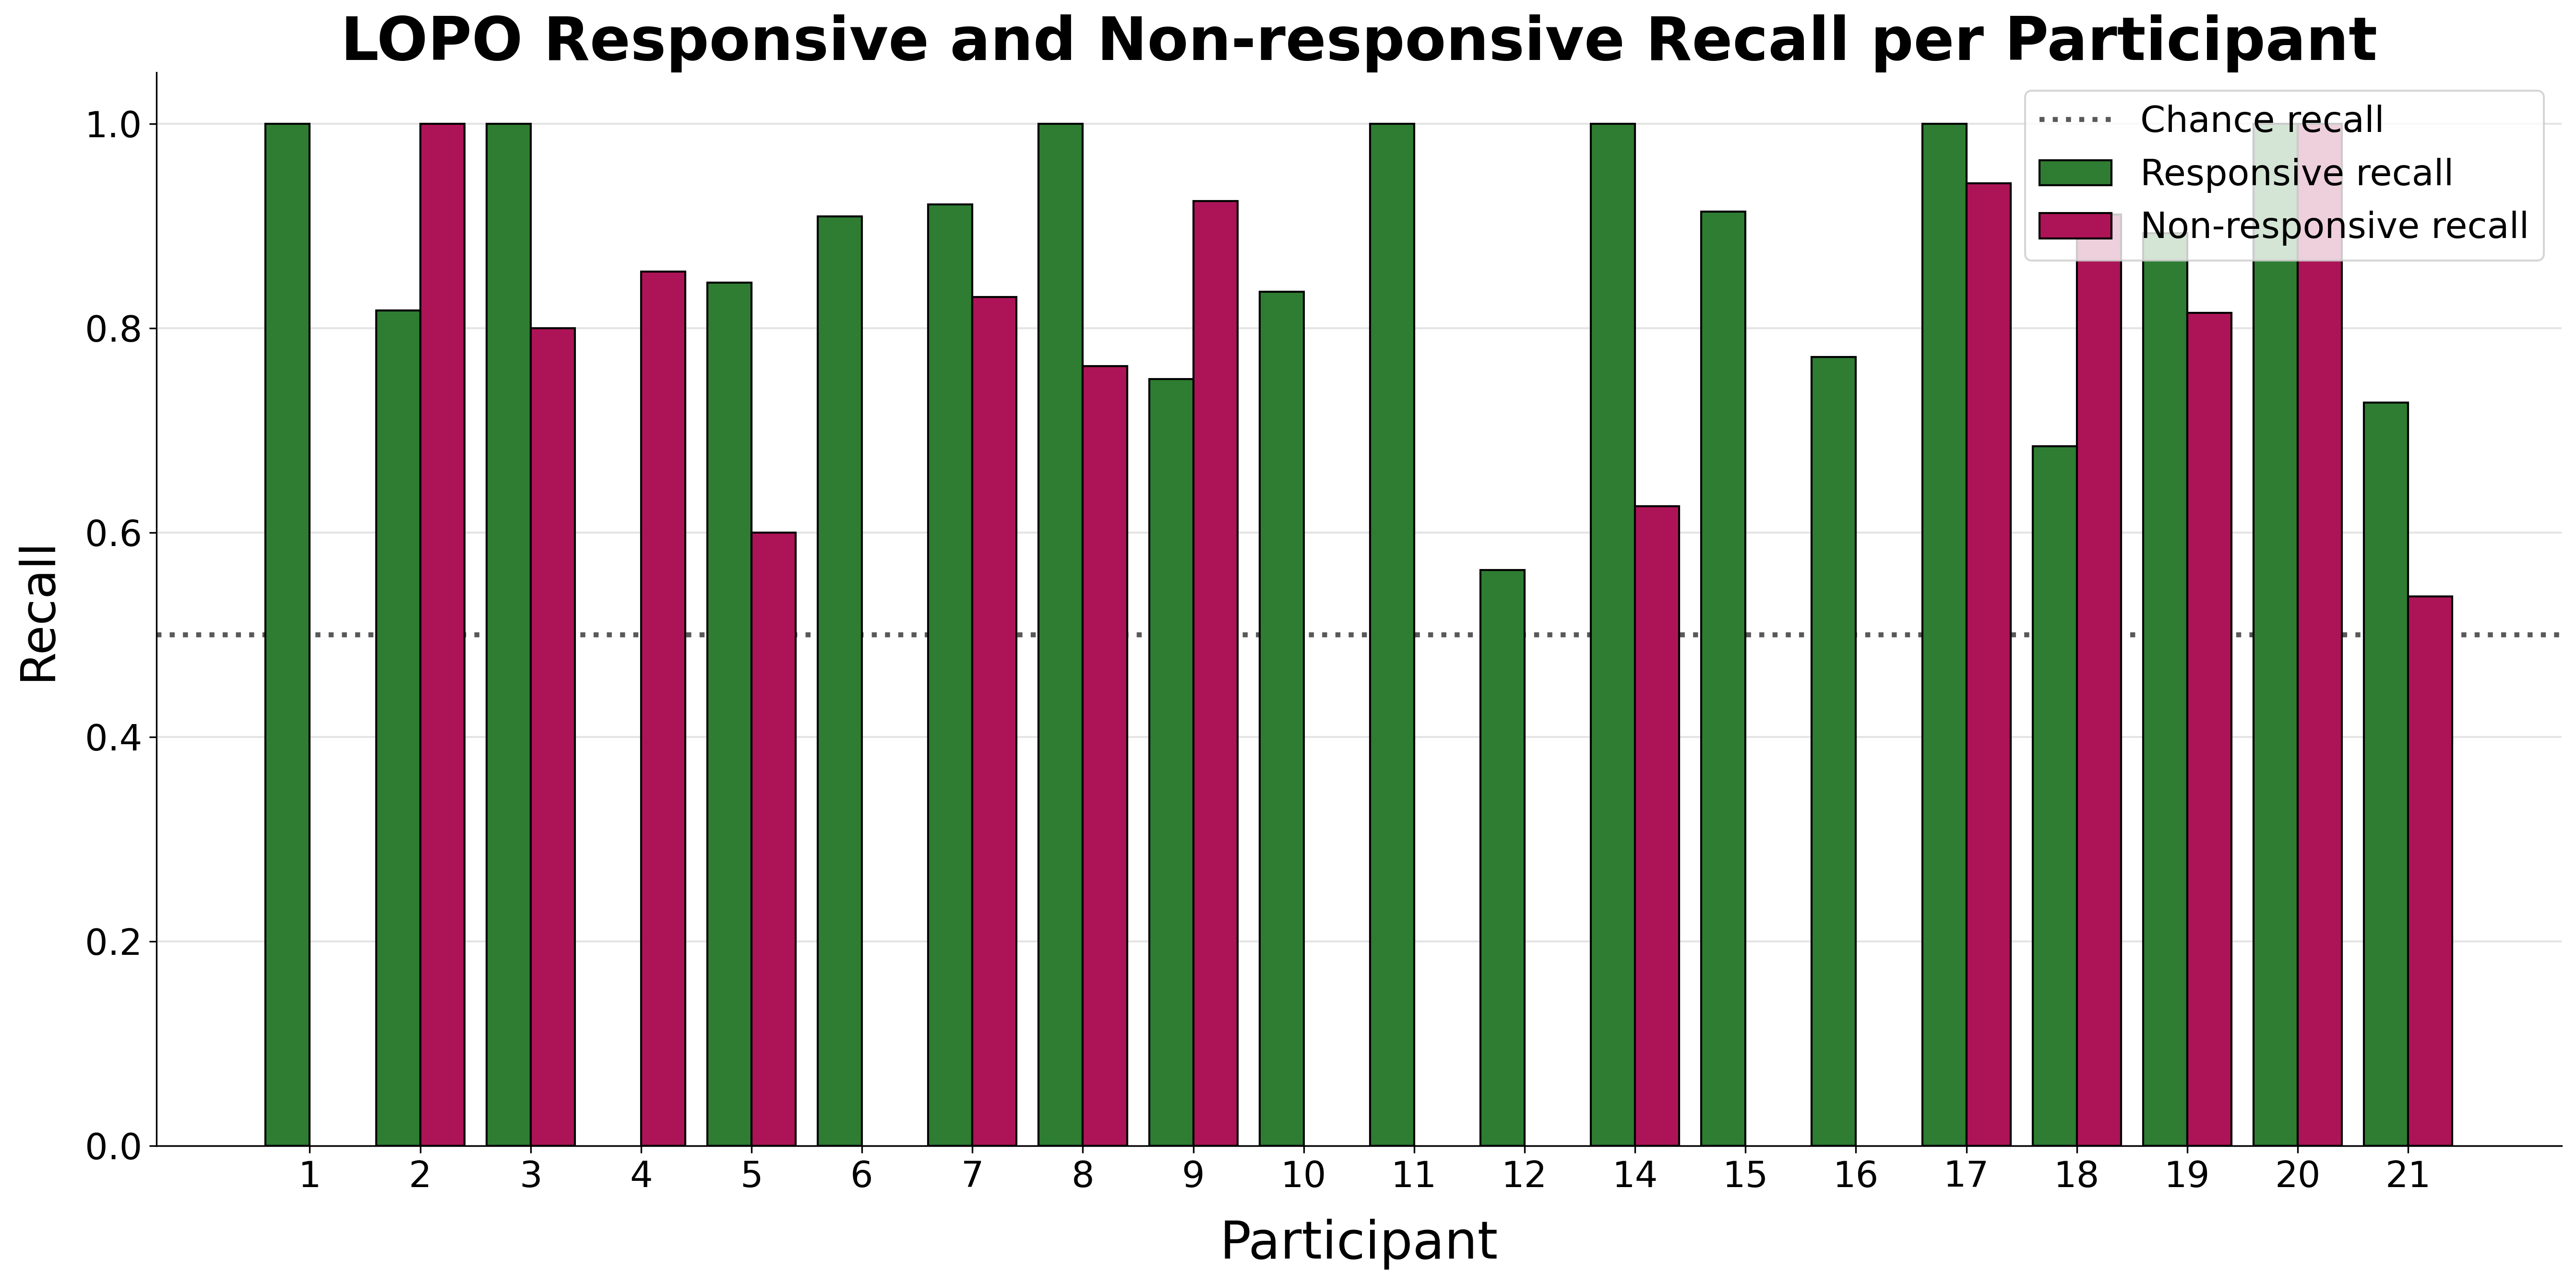 LOPO Responsive and Non-responsive Recall per Participant
Chance recall
Responsive recall
Non-responsive recall
1.0
0.8
0.6
0.4
0.2
0.0
Recall
1 2 3 4 5 6 7 8 9 10 11 12 14 15 16 17 18 19 20 21
Participant